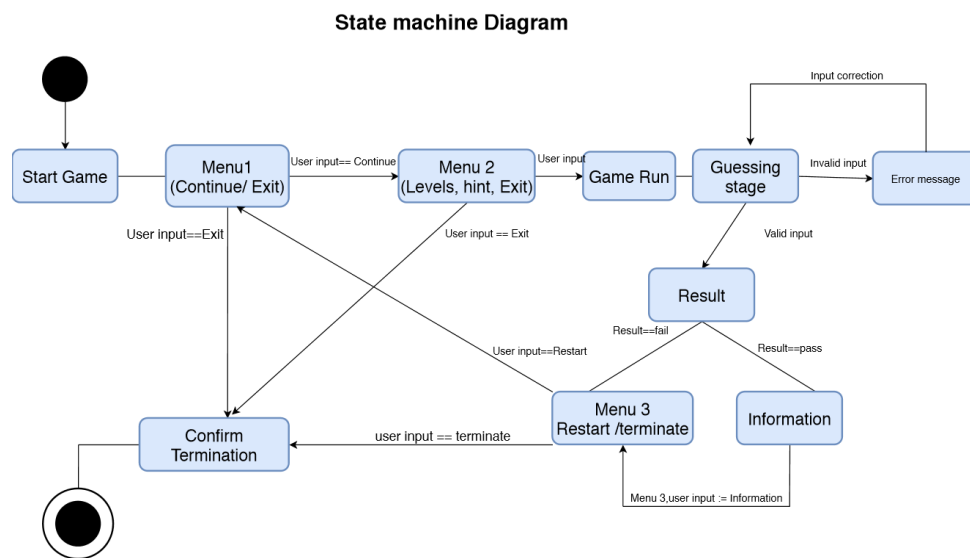 State machine Diagram
Input correction
Start Game
Menu1
(Continue/ Exit)
User input== Continue
Menu 2
(Levels, hint, Exit)
User input
Game Run
Guessing
stage
Invalid input
Error message
User input==Exit
User input == Exit
Valid input
Result
Result==fail
Result==pass
User input==Restart
Menu 3
Restart /terminate
Information
Confirm
Termination
user input == terminate
Menu 3,user input := Information